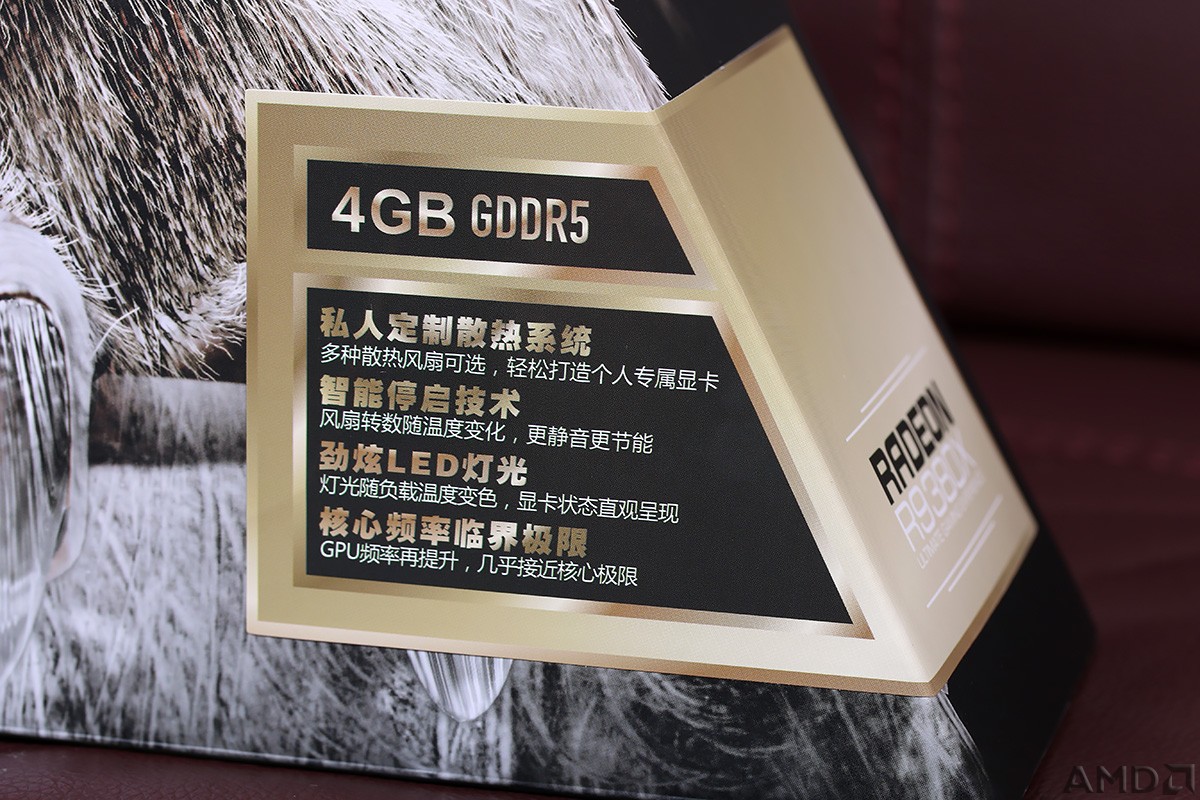 4GB GDDR5
私人定制散热系统
多种散热风扇可选，轻松打造个人专属显卡
智能停启技术
风扇转数随温度变化，更静音更节能
劲炫LED灯光
灯光随负载温度变色，显卡状态直观呈现
核心频率临界极限
GPU频率再提升，几乎接近核心极限
RADEON
R9380X
AMD